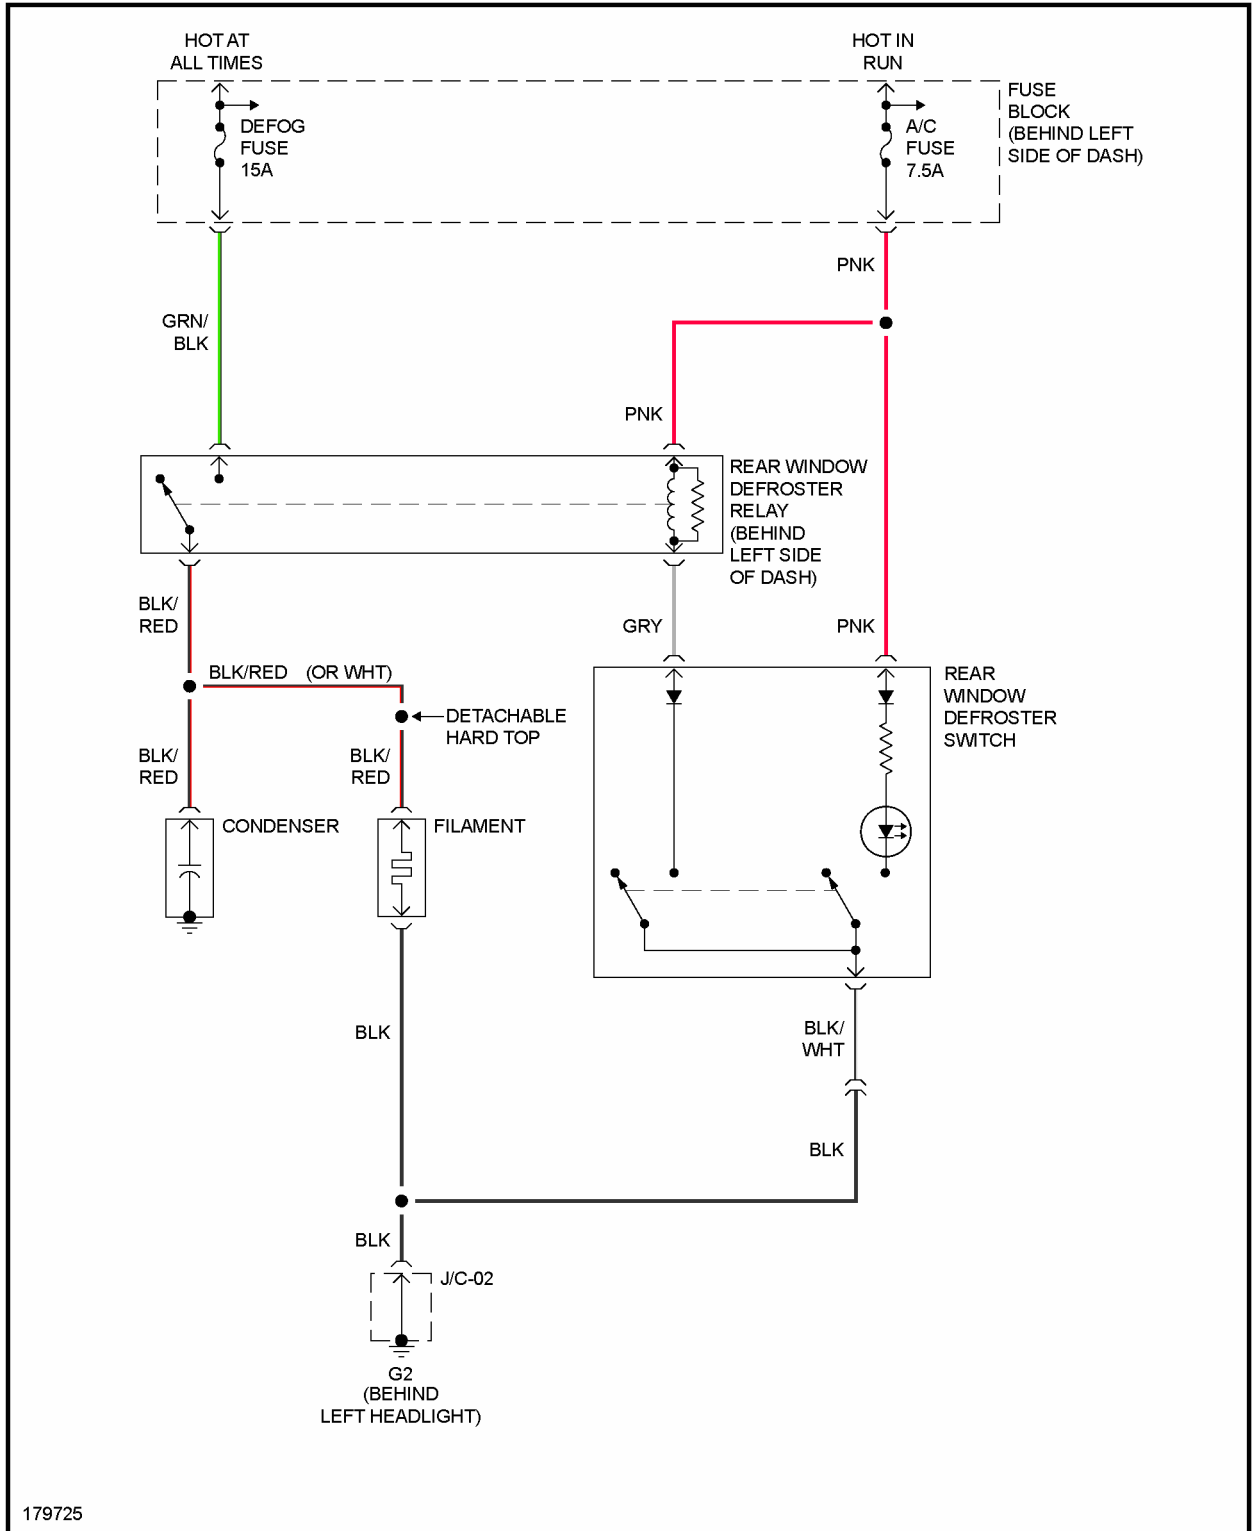 HOT AT
ALL TIMES
HOT IN
RUN
FUSE
BLOCK
(BEHIND LEFT
SIDE OF DASH)
DEFOG
FUSE
15A
A/C
FUSE
7.5A
PNK
GRN/
BLK
PNK
REAR WINDOW
DEFROSTER
RELAY
(BEHIND
LEFT SIDE
OF DASH)
BLK/
RED
GRY
PNK
BLK/RED (OR WHT)
REAR
WINDOW
DEFROSTER
SWITCH
DETACHABLE
HARD TOP
BLK/
RED
BLK/
RED
CONDENSER
FILAMENT
BLK
BLK/
WHT
BLK
BLK
J/C-02
G2
(BEHIND
LEFT HEADLIGHT)
179725